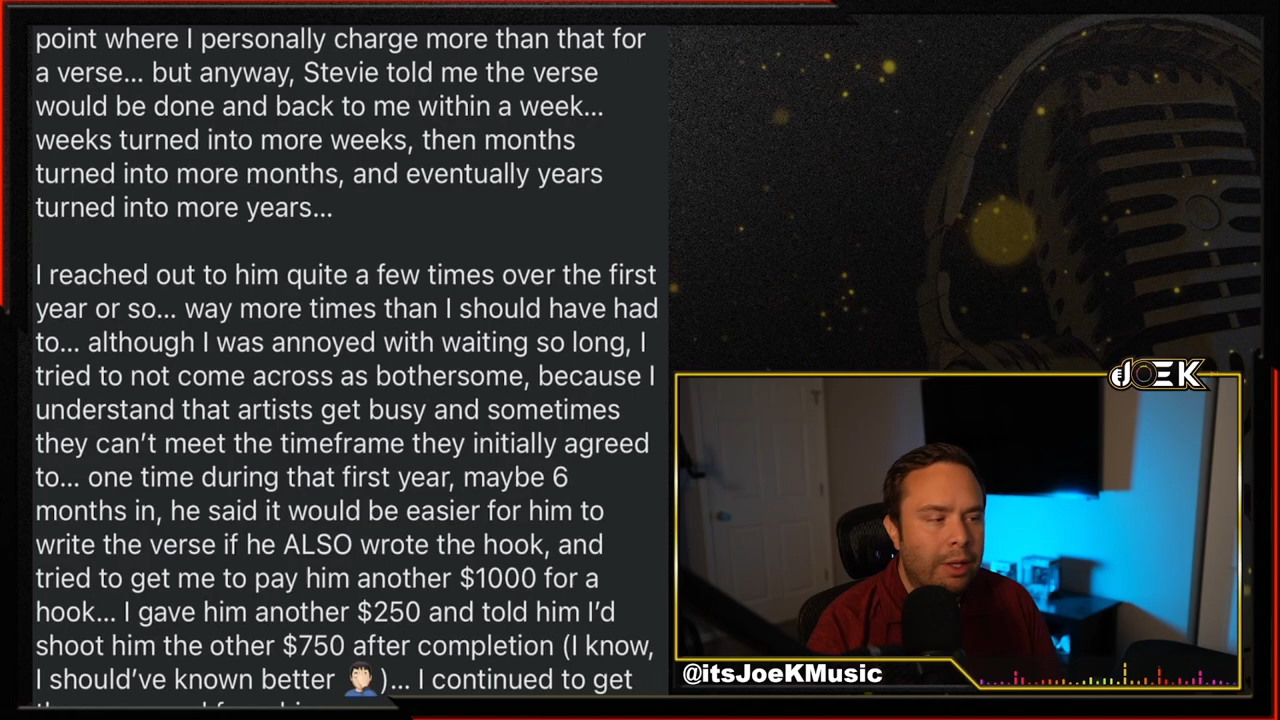 point where I personally charge more than that for
a verse... but anyway, Stevie told me the verse
would be done and back to me within a week...
weeks turned into more weeks, then months
turned into more months, and eventually years
turned into more years...
I reached out to him quite a few times over the first
year or so... way more times than I should have had
to... although I was annoyed with waiting so long, I
tried to not come across as bothersome, because I
understand that artists get busy and sometimes
they can’t meet the timeframe they initially agreed
to... one time during that first year, maybe 6
months in, he said it would be easier for him to
write the verse if he ALSO wrote the hook, and
tried to get me to pay him another $1000 for a
hook... I gave him another $250 and told him I’d
shoot him the other $750 after completion (I know,
I should’ve known better 🤦🏻‍♂️)... I continued to get
JOEK
@itsJoeKMusic